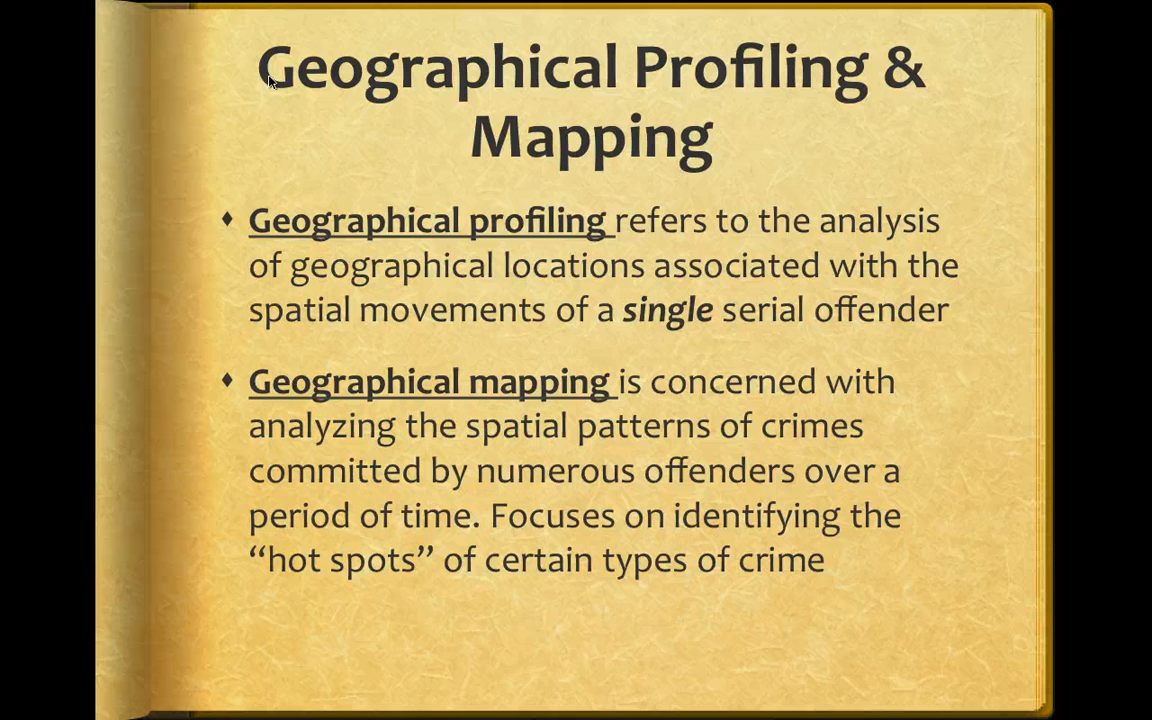 Geographical Profiling &
Mapping
Geographical profiling refers to the analysis
of geographical locations associated with the
spatial movements of a single serial offender
Geographical mapping is concerned with
analyzing the spatial patterns of crimes
committed by numerous offenders over a
period of time. Focuses on identifying the
“hot spots” of certain types of crime